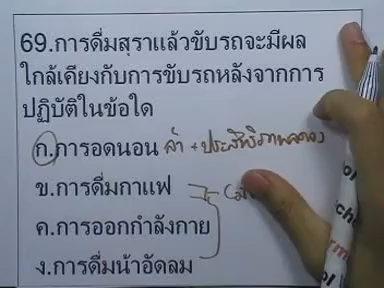 69.การดื่มสุราแล้วขับรถจะมีผล
ใกล้เคียงกับการขับรถหลังจากการ
ปฏิบัติในข้อใด
ก.การอดนอน ล้า + ประสิทธิภาพลดลง
ข.การดื่มกาแฟ
ค.การออกกำลังกาย
ง.การดื่มน้ำอัดลม